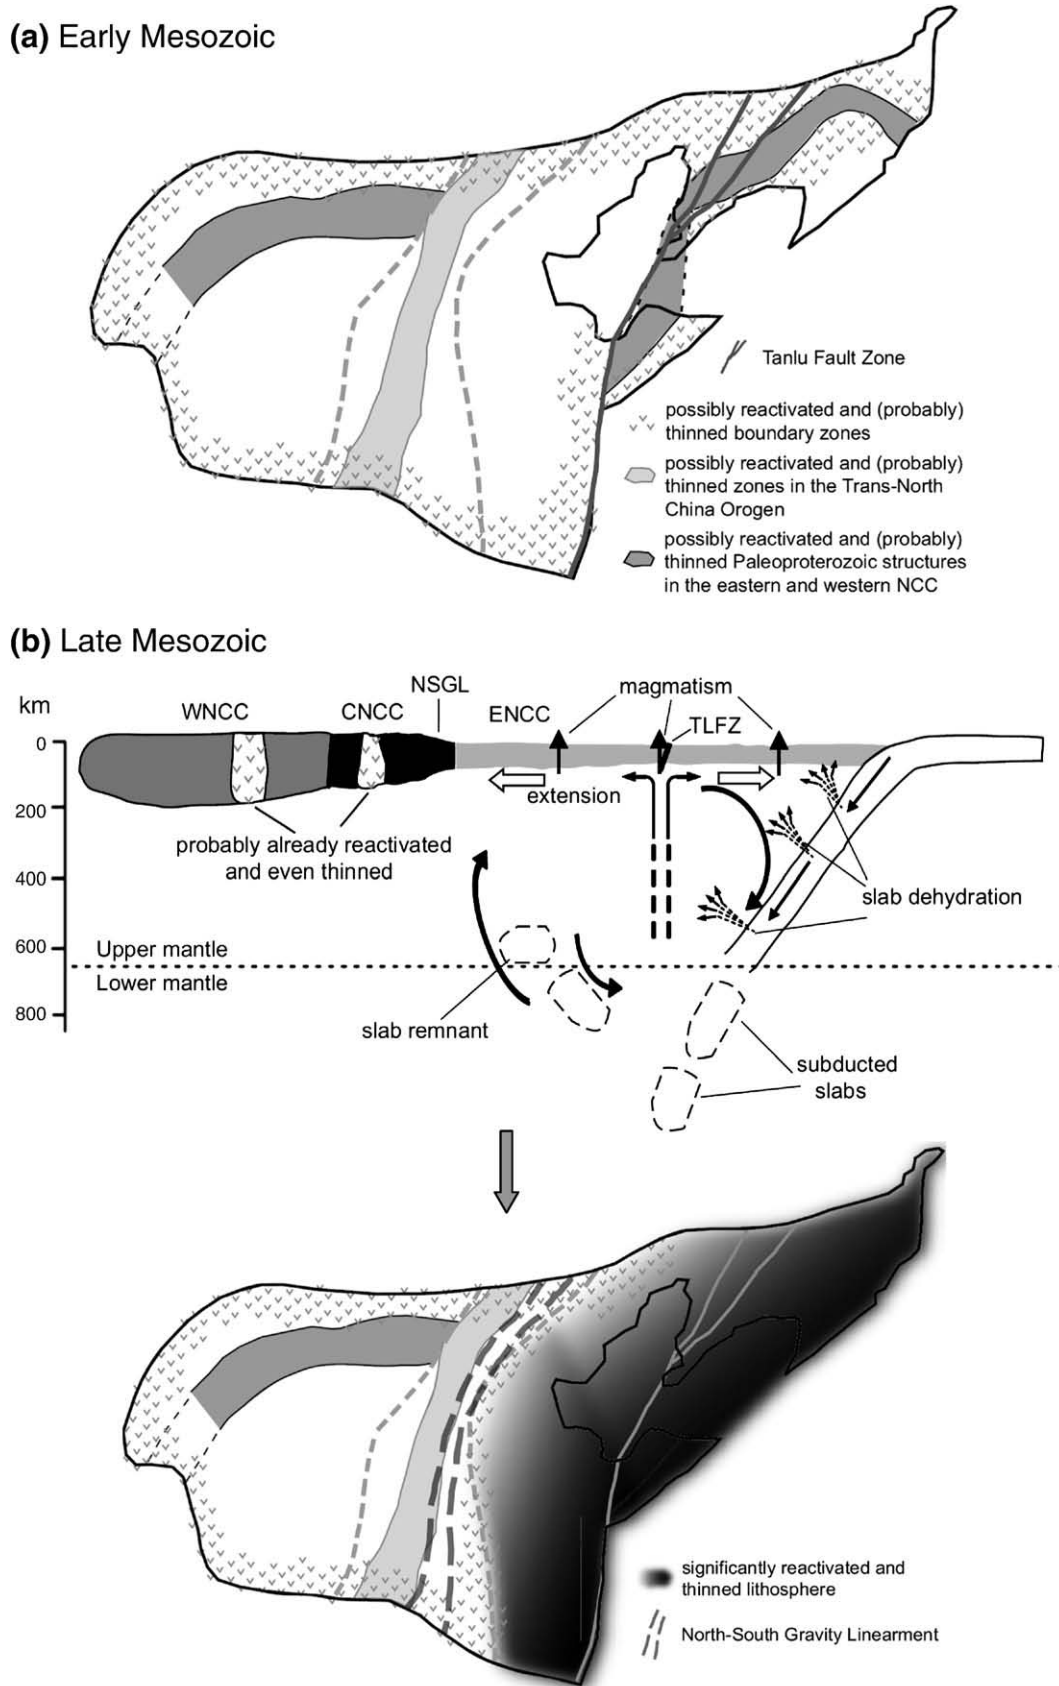 (a) Early Mesozoic
Tanlu Fault Zone
possibly reactivated and (probably)
thinned boundary zones
possibly reactivated and (probably)
thinned zones in the Trans-North
China Orogen
possibly reactivated and (probably)
thinned Paleoproterozoic structures
in the eastern and western NCC
(b) Late Mesozoic
km
WNCC
CNCC
NSGL
ENCC
magmatism
TLFZ
0
200
400
600
800
extension
probably already reactivated
and even thinned
slab dehydration
Upper mantle
Lower mantle
slab remnant
subducted
slabs
significantly reactivated and
thinned lithosphere
North-South Gravity Linearment